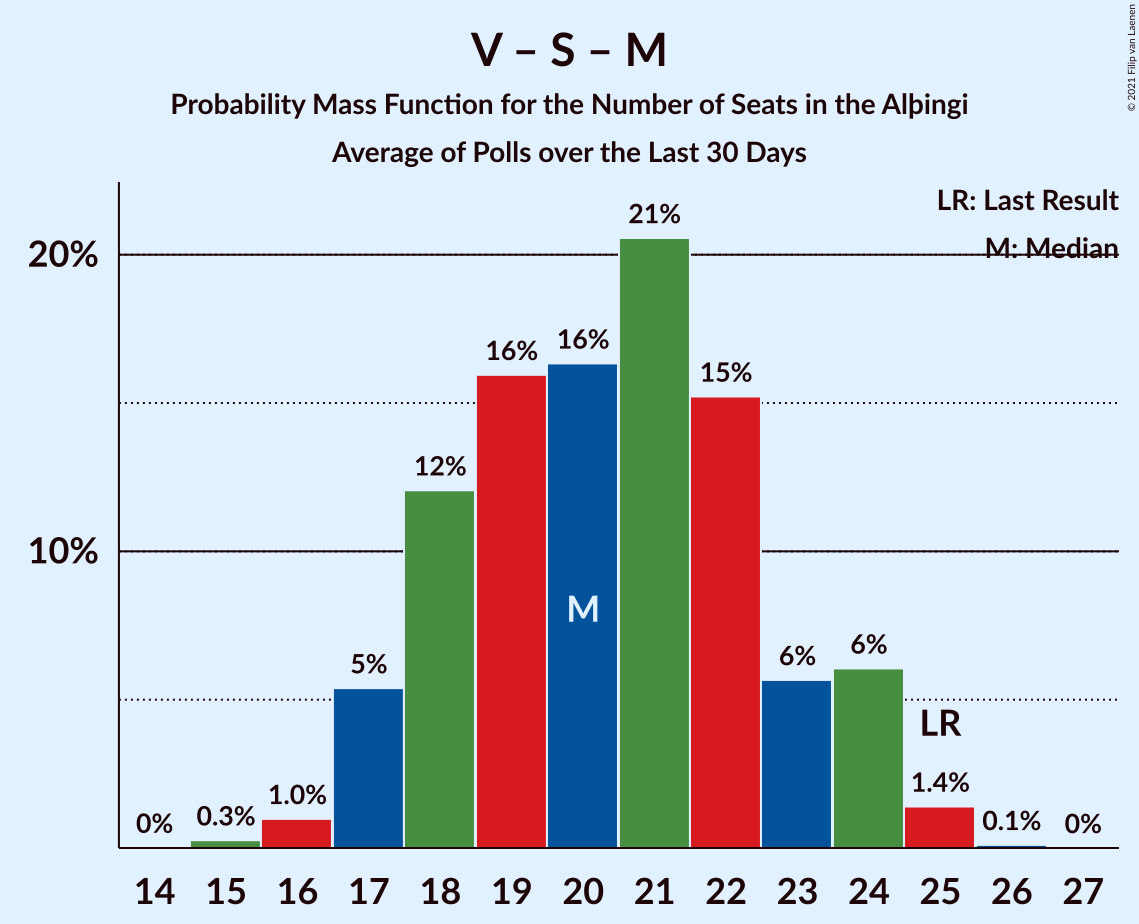 V – S – M
Probability Mass Function for the Number of Seats in the Alþingi
Average of Polls over the Last 30 Days
© 2021 Filip van Laenen
LR: Last Result
M: Median
20%
10%
0%
0.3%
1.0%
5%
12%
16%
16%
21%
15%
6%
6%
1.4%
0.1%
0%
M
LR
14 15 16 17 18 19 20 21 22 23 24 25 26 27